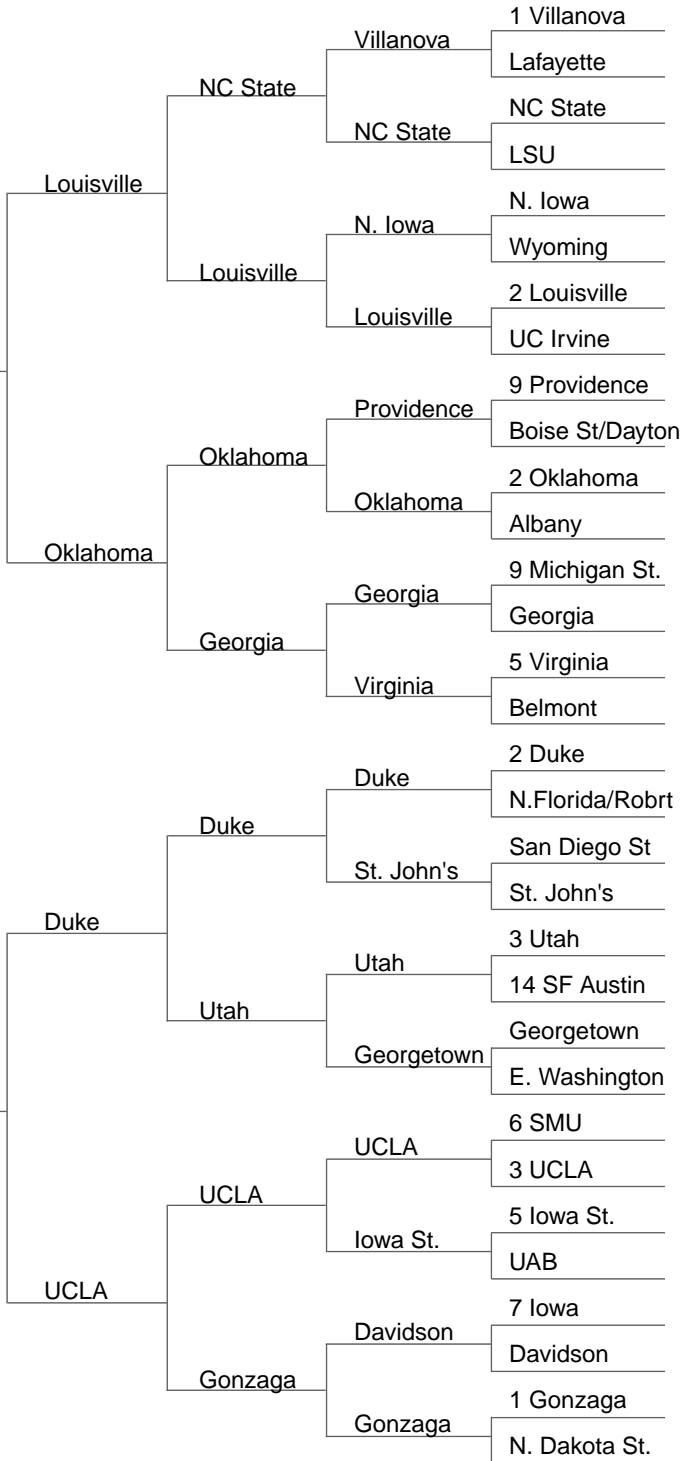 1 Villanova
Villanova
Lafayette
NC State
NC State
NC State
LSU
Louisville
N. Iowa
N. Iowa
Wyoming
Louisville
2 Louisville
Louisville
UC Irvine
9 Providence
Providence
Boise St/Dayton
Oklahoma
2 Oklahoma
Oklahoma
Albany
Oklahoma
9 Michigan St.
Georgia
Georgia
Georgia
5 Virginia
Virginia
Belmont
2 Duke
Duke
N.Florida/Robrt
Duke
San Diego St
St. John's
St. John's
Duke
3 Utah
Utah
14 SF Austin
Utah
Georgetown
Georgetown
E. Washington
6 SMU
UCLA
3 UCLA
UCLA
5 Iowa St.
Iowa St.
UAB
UCLA
7 Iowa
Davidson
Davidson
Gonzaga
1 Gonzaga
Gonzaga
N. Dakota St.